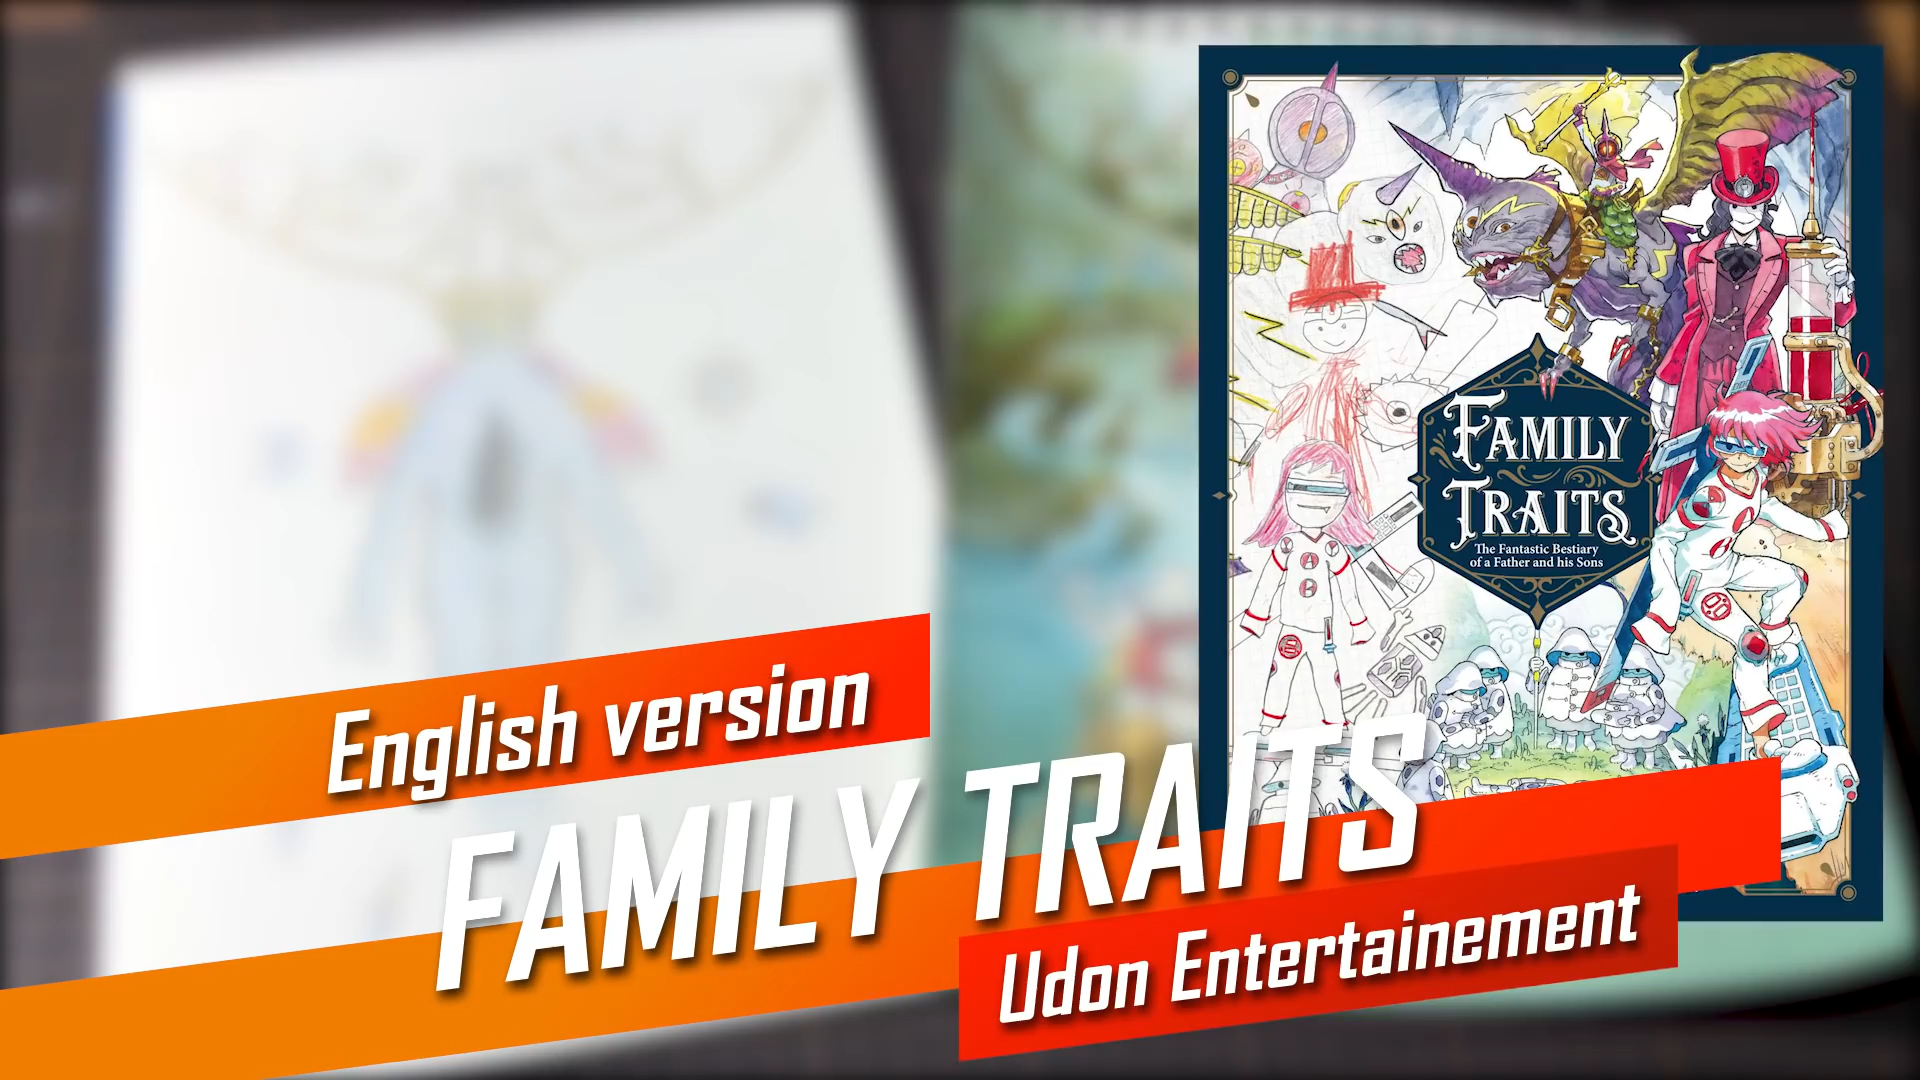 FAMILY
TRAITS
The Fantastic Bestiary
of a Father and his Sons
English version
FAMILY TRAITS
Udon Entertainement